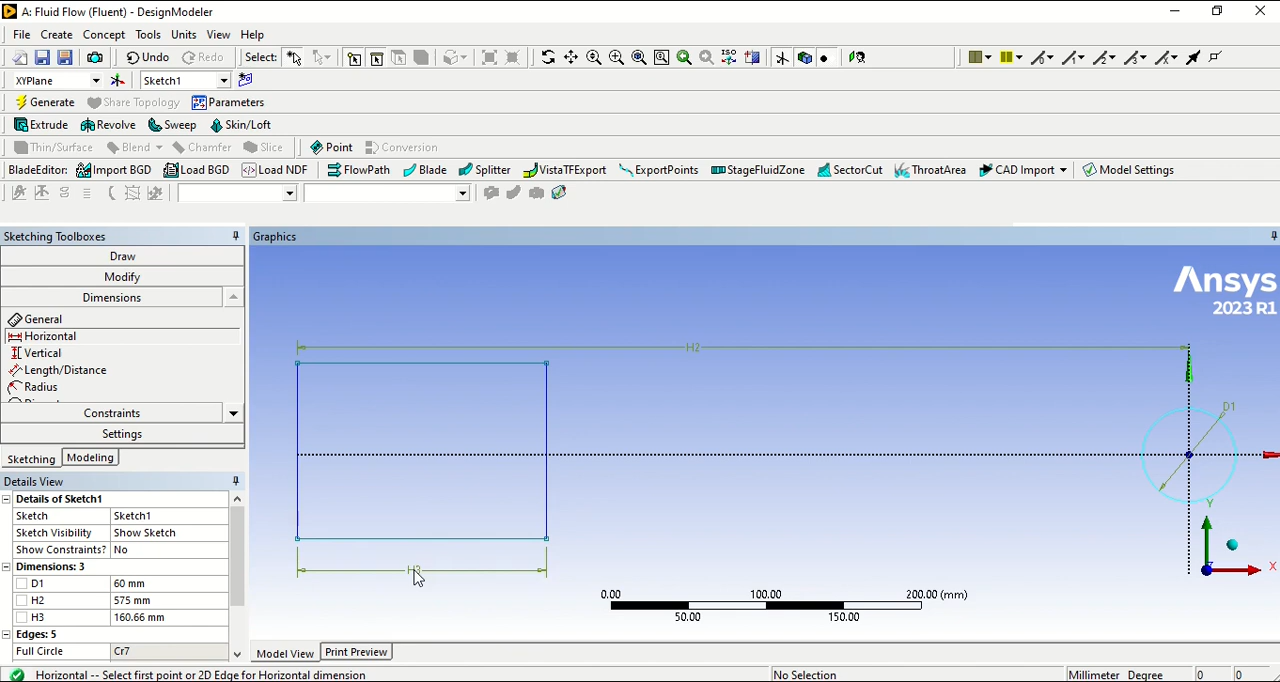 A: Fluid Flow (Fluent) - DesignModeler
File Create Concept Tools Units View Help
Undo Redo Select:
XYPlane Sketch1
Generate Share Topology Parameters
Extrude Revolve Sweep Skin/Loft
Thin/Surface Blend Chamfer Slice Point Conversion
BladeEditor: Import BGD Load BGD Load NDF FlowPath Blade Splitter VistaTFExport ExportPoints StageFluidZone SectorCut ThroatArea CAD Import Model Settings
Sketching Toolboxes
Draw
Modify
Dimensions
General
Horizontal
Vertical
Length/Distance
Radius
Constraints
Settings
Sketching Modeling
Details View
Details of Sketch1
Sketch Sketch1
Sketch Visibility Show Sketch
Show Constraints? No
Dimensions: 3
D1 60 mm
H2 575 mm
H3 160.66 mm
Edges: 5
Full Circle Cr7
Graphics
Ansys
2023 R1
H2
D1
H3
Y
X
0.00 100.00 200.00 (mm)
50.00 150.00
Model View Print Preview
Horizontal -- Select first point or 2D Edge for Horizontal dimension No Selection Millimeter Degree 0 0